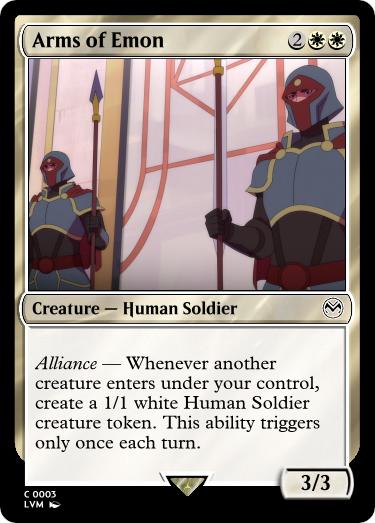 Arms of Emon 2
Creature — Human Soldier
Alliance — Whenever another
creature enters under your control,
create a 1/1 white Human Soldier
creature token. This ability triggers
only once each turn.
3/3
C 0003
LVM